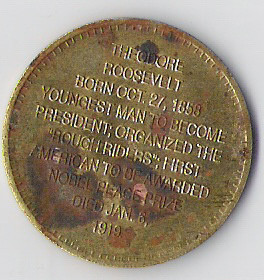 THEODORE
ROOSEVELT
BORN OCT. 27, 1858
YOUNGEST MAN TO BECOME
PRESIDENT; ORGANIZED THE
"ROUGH RIDERS"; FIRST
AMERICAN TO BE AWARDED
NOBEL PEACE PRIZE
DIED JAN. 6,
1919